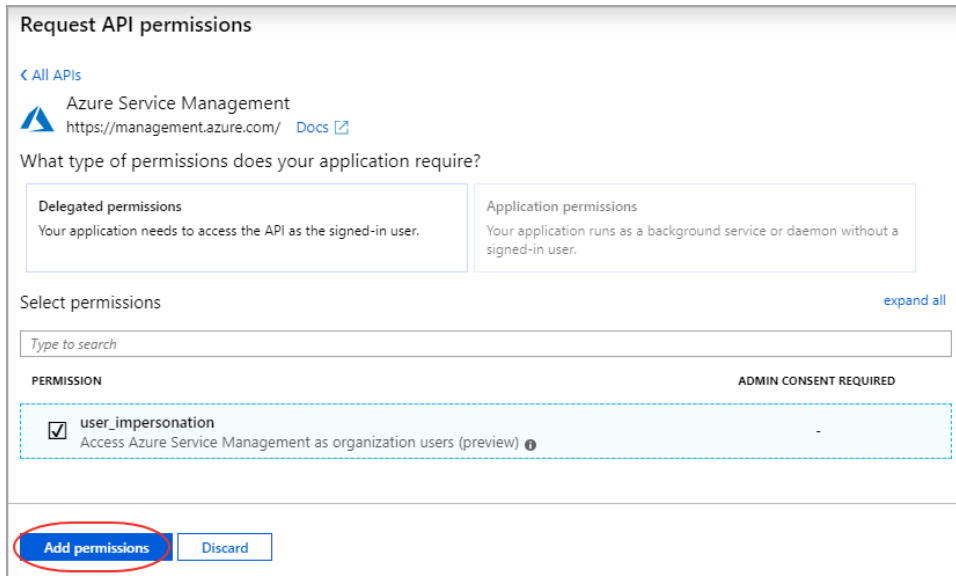 Request API permissions
All APIs
Azure Service Management
https://management.azure.com/ Docs
What type of permissions does your application require?
Delegated permissions
Your application needs to access the API as the signed-in user.
Application permissions
Your application runs as a background service or daemon without a
signed-in user.
Select permissions
expand all
Type to search
PERMISSION
ADMIN CONSENT REQUIRED
user_impersonation
Access Azure Service Management as organization users (preview)
-
Add permissions
Discard